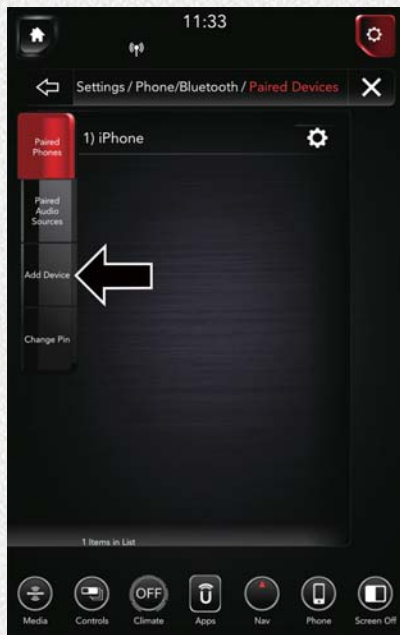 11:33
Settings / Phone/Bluetooth / Paired Devices
Paired
Phones
1) iPhone
Paired
Audio
Sources
Add Device
Change Pin
1 Items in List
OFF
Media
Controls
Climate
Apps
Nav
Phone
Screen Off